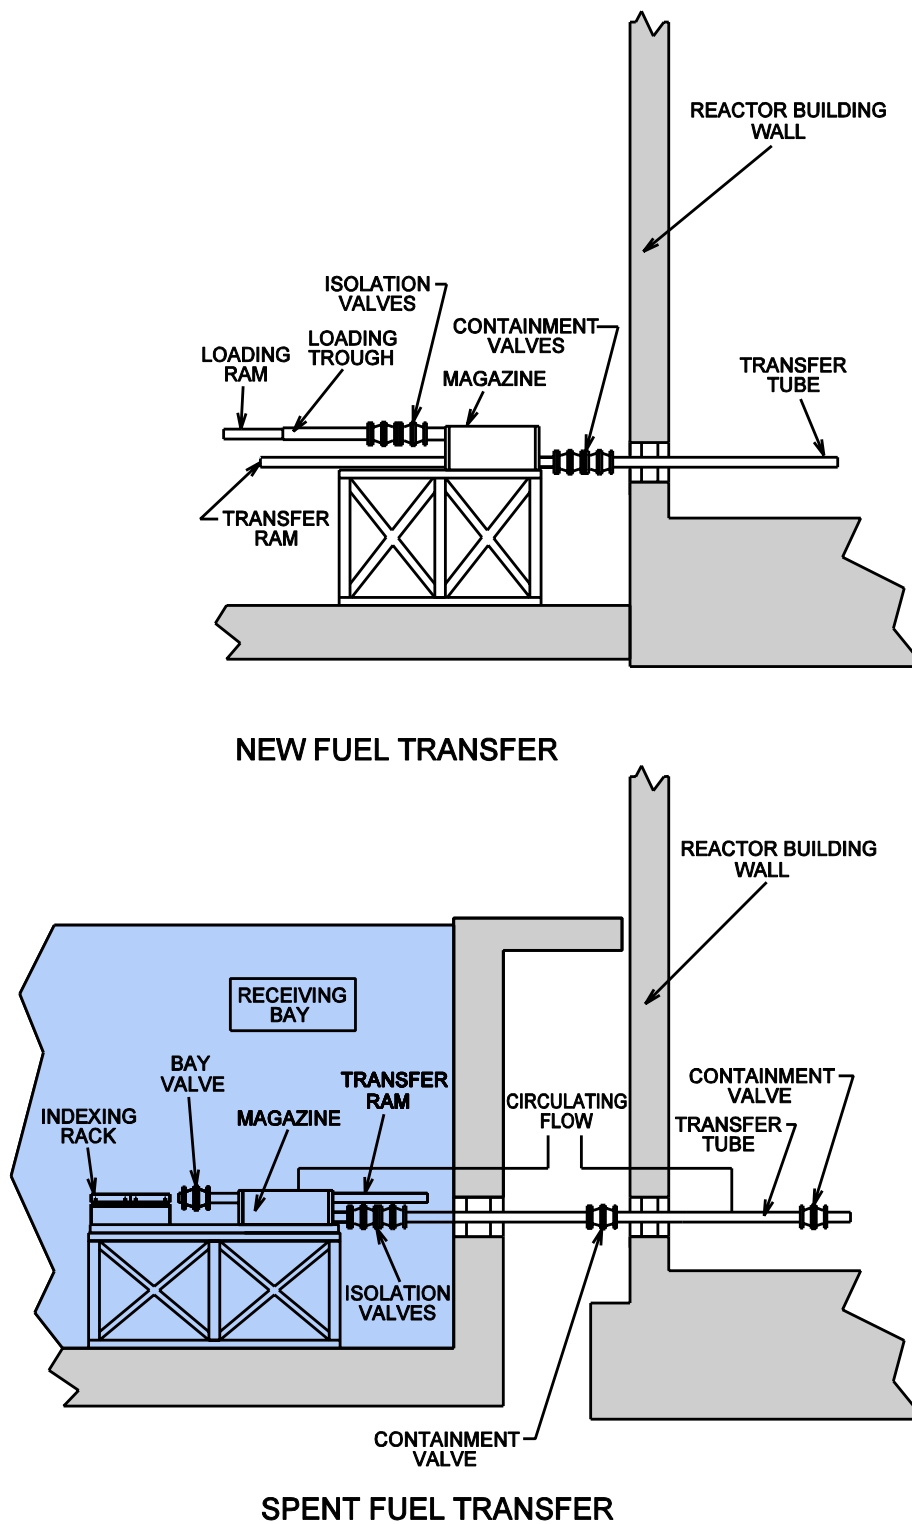 REACTOR BUILDING
WALL
ISOLATION
VALVES
CONTAINMENT
VALVES
LOADING
TROUGH
LOADING
RAM
MAGAZINE
TRANSFER
TUBE
TRANSFER
RAM
NEW FUEL TRANSFER
REACTOR BUILDING
WALL
RECEIVING
BAY
BAY
VALVE
TRANSFER
RAM
CONTAINMENT
VALVE
INDEXING
RACK
MAGAZINE
CIRCULATING
FLOW
TRANSFER
TUBE
ISOLATION
VALVES
CONTAINMENT
VALVE
SPENT FUEL TRANSFER